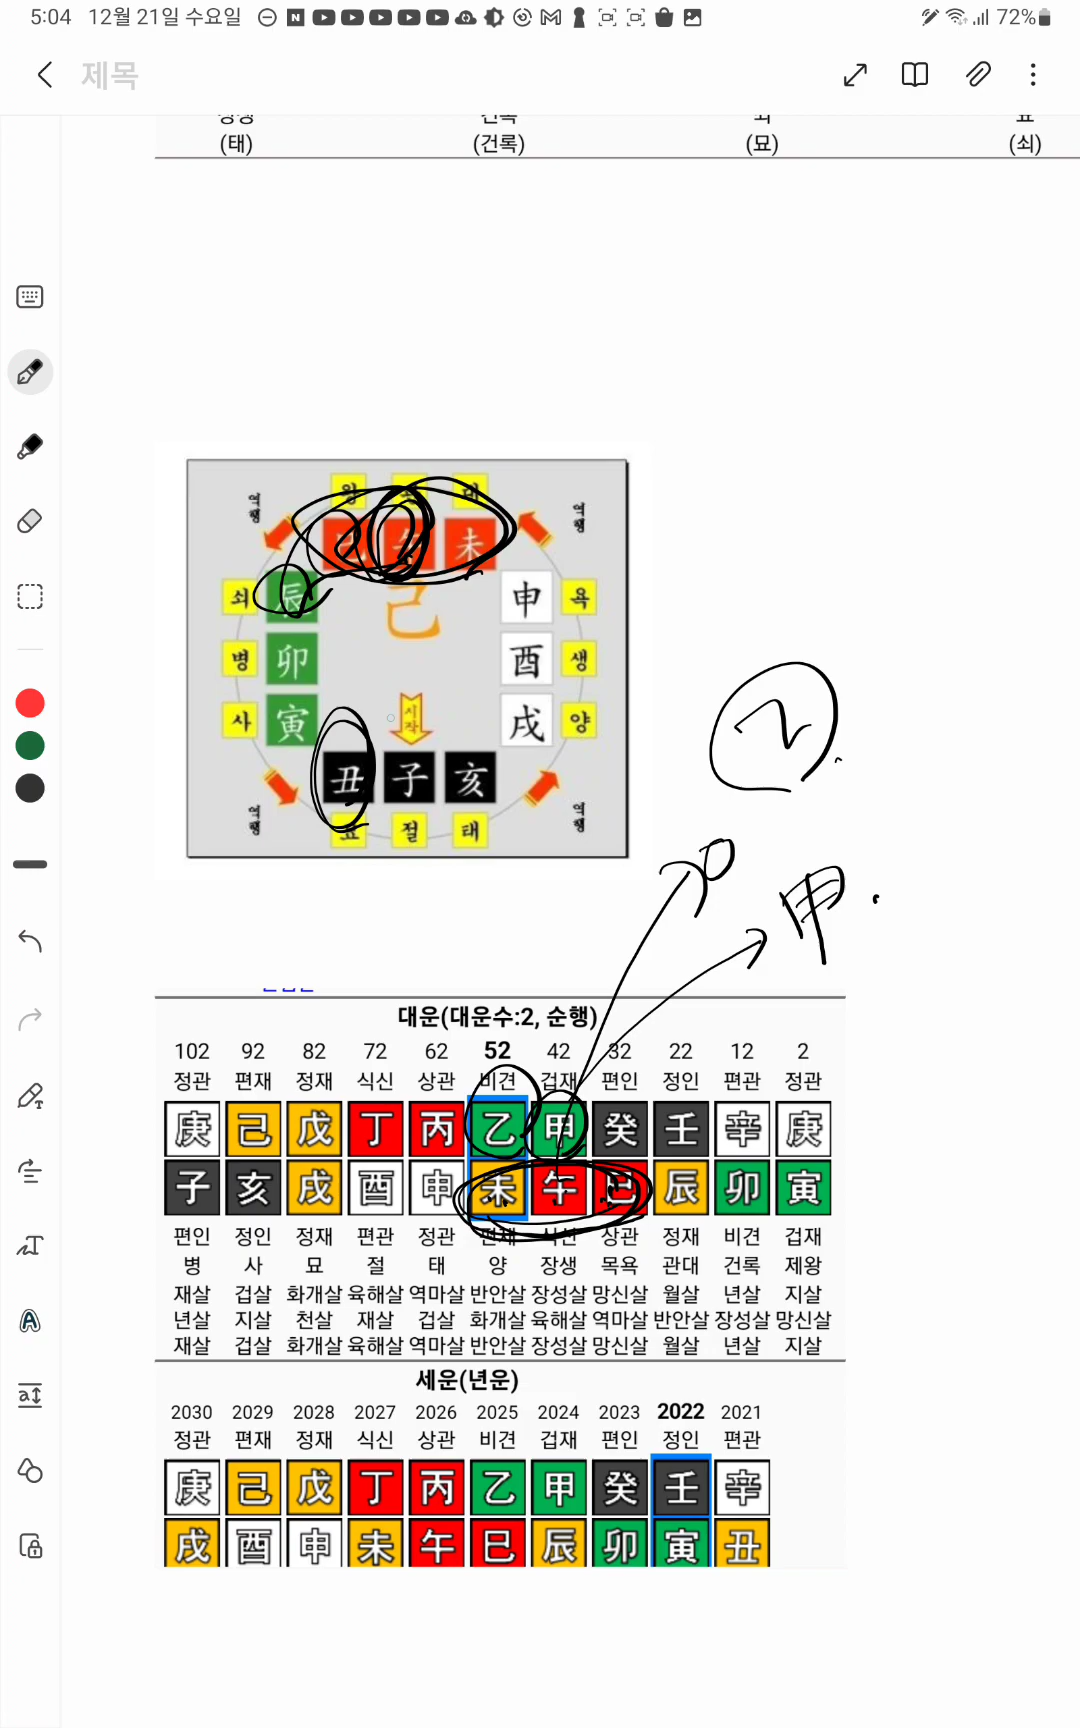 5:04 12월 21일 수요일 72%
제목
(태) (건록) (묘) (쇠)
왕 대
역행 역행
午 未
쇠 辰 己 申 욕
병 卯 酉 생
사 寅 시작 戌 양
丑 子 亥
역행 묘 절 태 역행
2
甲
대운(대운수:2, 순행)
102 92 82 72 62 52 42 32 22 12 2
정관 편재 정재 식신 상관 비견 겁재 편인 정인 편관 정관
庚 己 戊 丁 丙 乙 甲 癸 壬 辛 庚
子 亥 戌 酉 申 未 午 巳 辰 卯 寅
편인 정인 정재 편관 정관 편재 식신 상관 정재 비견 겁재
병 사 묘 절 태 양 장생 목욕 관대 건록 제왕
재살 겁살 화개살 육해살 역마살 반안살 장성살 망신살 월살 년살 지살
년살 지살 천살 재살 겁살 화개살 육해살 역마살 반안살 장성살 망신살
재살 겁살 화개살 육해살 역마살 반안살 장성살 망신살 월살 년살 지살
세운(년운)
2030 2029 2028 2027 2026 2025 2024 2023 2022 2021
정관 편재 정재 식신 상관 비견 겁재 편인 정인 편관
庚 己 戊 丁 丙 乙 甲 癸 壬 辛
戌 酉 申 未 午 巳 辰 卯 寅 丑